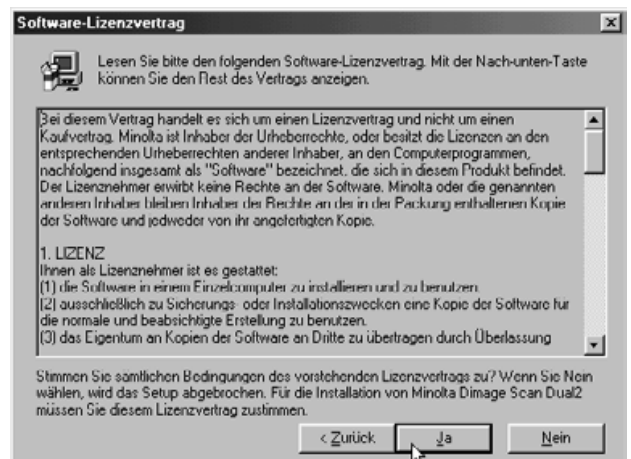 Software-Lizenzvertrag
Lesen Sie bitte den folgenden Software-Lizenzvertrag. Mit der Nach-unten-Taste
können Sie den Rest des Vertrags anzeigen.
Bei diesem Vertrag handelt es sich um einen Lizenzvertrag und nicht um einen
Kaufvertrag. Minolta ist Inhaber der Urheberrechte, oder besitzt die Lizenzen an den
entsprechenden Urheberrechten anderer Inhaber, an den Computerprogrammen,
nachfolgend insgesamt als "Software" bezeichnet, die sich in diesem Produkt befindet.
Der Lizenznehmer erwirbt keine Rechte an der Software. Minolta oder die genannten
anderen Inhaber bleiben Inhaber der Rechte an der in der Packung enthaltenen Kopie
der Software und jedweder von ihr angefertigten Kopie.
1. LIZENZ
Ihnen als Lizenznehmer ist es gestattet:
(1) die Software in einem Einzelcomputer zu installieren und zu benutzen.
(2) ausschließlich zu Sicherungs- oder Installationszwecken eine Kopie der Software für
die normale und beabsichtigte Erstellung zu benutzen.
(3) das Eigentum an Kopien der Software an Dritte zu übertragen durch Überlassung
Stimmen Sie sämtlichen Bedingungen des vorstehenden Lizenzvertrags zu? Wenn Sie Nein
wählen, wird das Setup abgebrochen. Für die Installation von Minolta Dimage Scan Dual2
müssen Sie diesem Lizenzvertrag zustimmen.
< Zurück
Ja
Nein